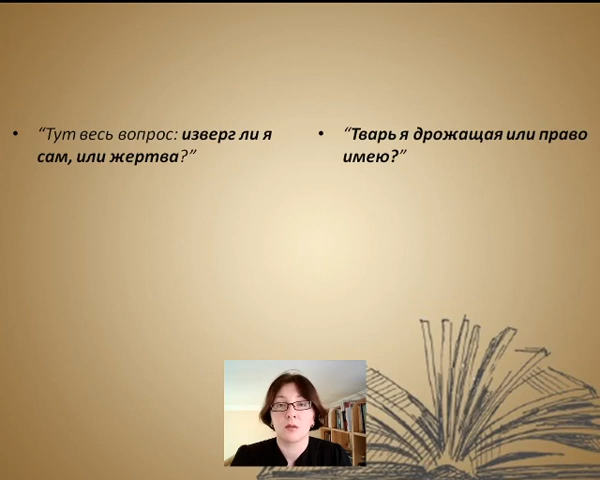 • “Тут весь вопрос: изверг ли я
сам, или жертва?”
• “Тварь я дрожащая или право
имею?”